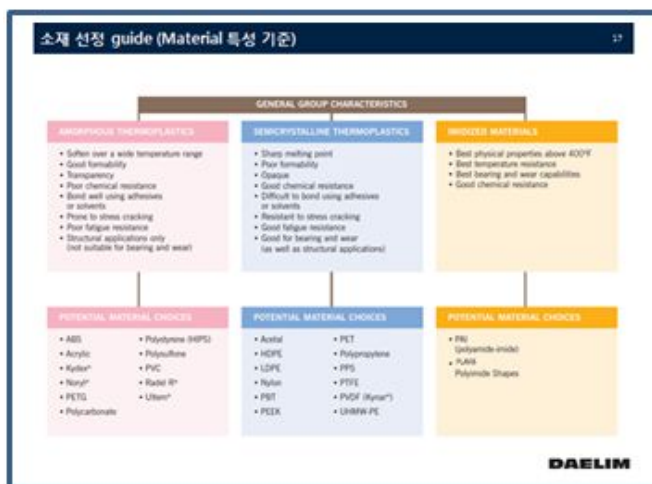 소재 선정 guide (Material 특성 기준)
17
GENERAL GROUP CHARACTERISTICS
AMORPHOUS THERMOPLASTICS
• Soften over a wide temperature range
• Good formability
• Transparency
• Poor chemical resistance
• Bond well using adhesives
or solvents
• Prone to stress cracking
• Poor fatigue resistance
• Structural applications only
(not suitable for bearing and wear)
SEMICRYSTALLINE THERMOPLASTICS
• Sharp melting point
• Poor formability
• Opaque
• Good chemical resistance
• Difficult to bond using adhesives
or solvents
• Resistant to stress cracking
• Good fatigue resistance
• Good for bearing and wear
(as well as structural applications)
IMIDIZED MATERIALS
• Best physical properties above 400°F
• Best temperature resistance
• Best bearing and wear capabilities
• Good chemical resistance
POTENTIAL MATERIAL CHOICES
• ABS
• Acrylic
• Kydex®
• Noryl®
• PETG
• Polycarbonate
• Polystyrene (HIPS)
• Polysulfone
• PVC
• Radel R®
• Ultem®
POTENTIAL MATERIAL CHOICES
• Acetal
• HDPE
• LDPE
• Nylon
• PBT
• PEEK
• PET
• Polypropylene
• PPS
• PTFE
• PVDF (Kynar®)
• UHMW-PE
POTENTIAL MATERIAL CHOICES
• PAI
(polyamide-imide)
•
Polyimide Shapes
DAELIM